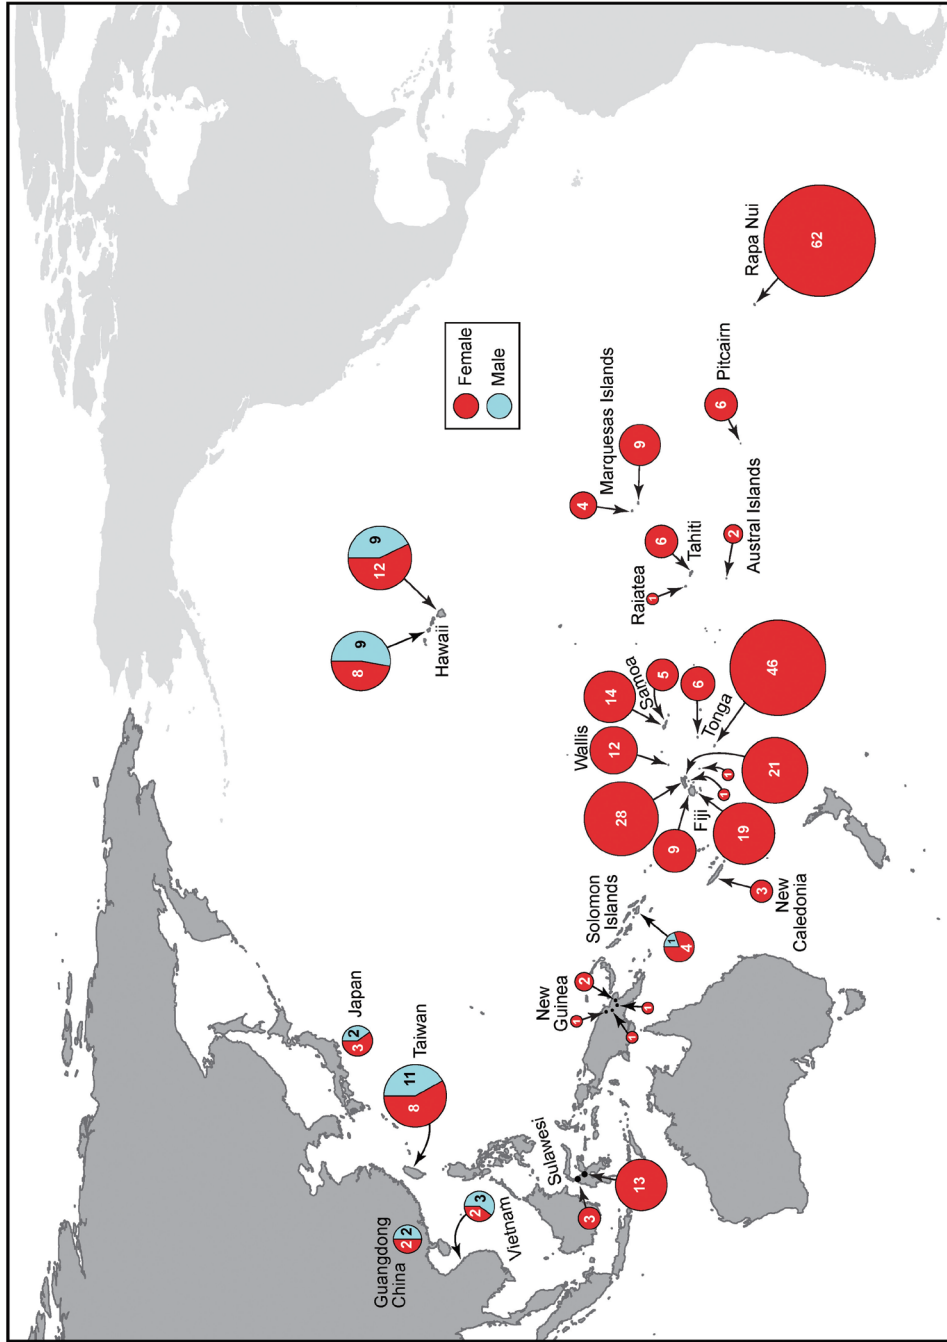 Guangdong
China
2
2
Vietnam
2
3
Taiwan
8
11
Japan
3
2
Sulawesi
3
13
New
Guinea
1
2
1
1
Solomon
Islands
4
1
New
Caledonia
3
Fiji
28
9
19
1
1
21
Wallis
12
Samoa
14
5
Tonga
6
46
Hawaii
8
9
12
9
Raiatea
1
Tahiti
6
Marquesas Islands
4
9
Austral Islands
2
Pitcairn
6
Rapa Nui
62
Female
Male